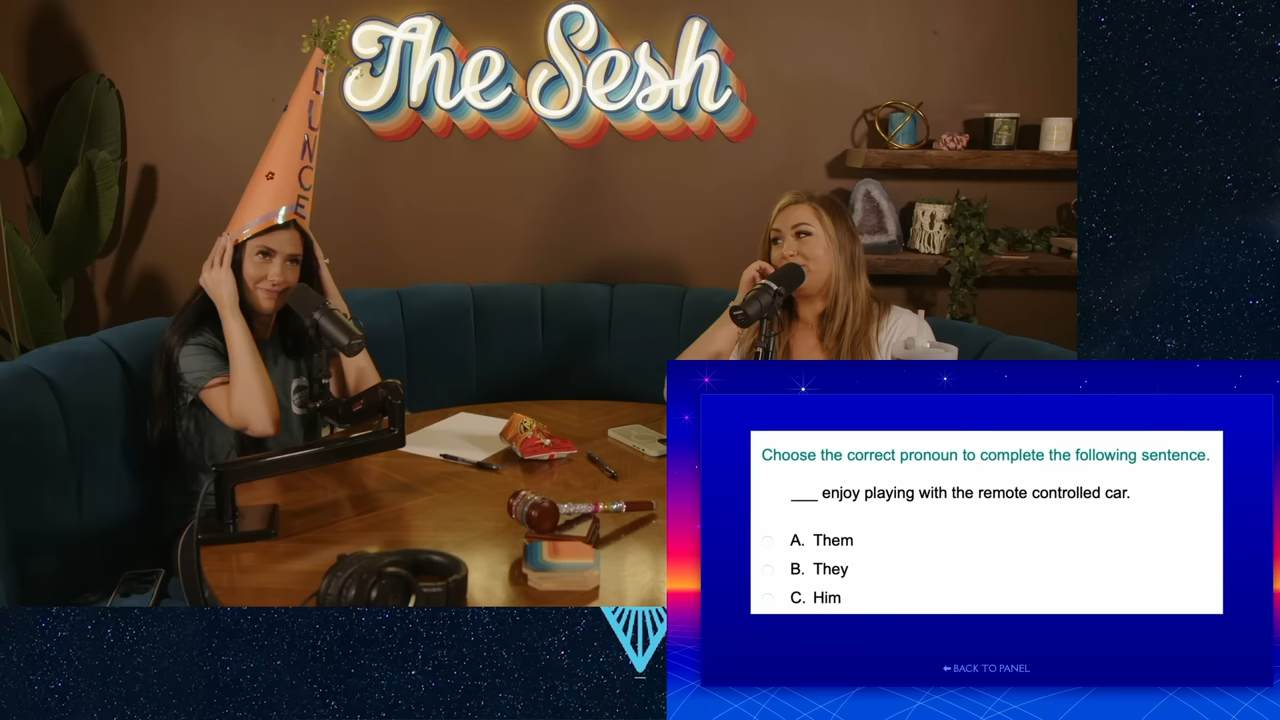 The Sesh
DUNCE
Choose the correct pronoun to complete the following sentence.
___ enjoy playing with the remote controlled car.
A. Them
B. They
C. Him
BACK TO PANEL